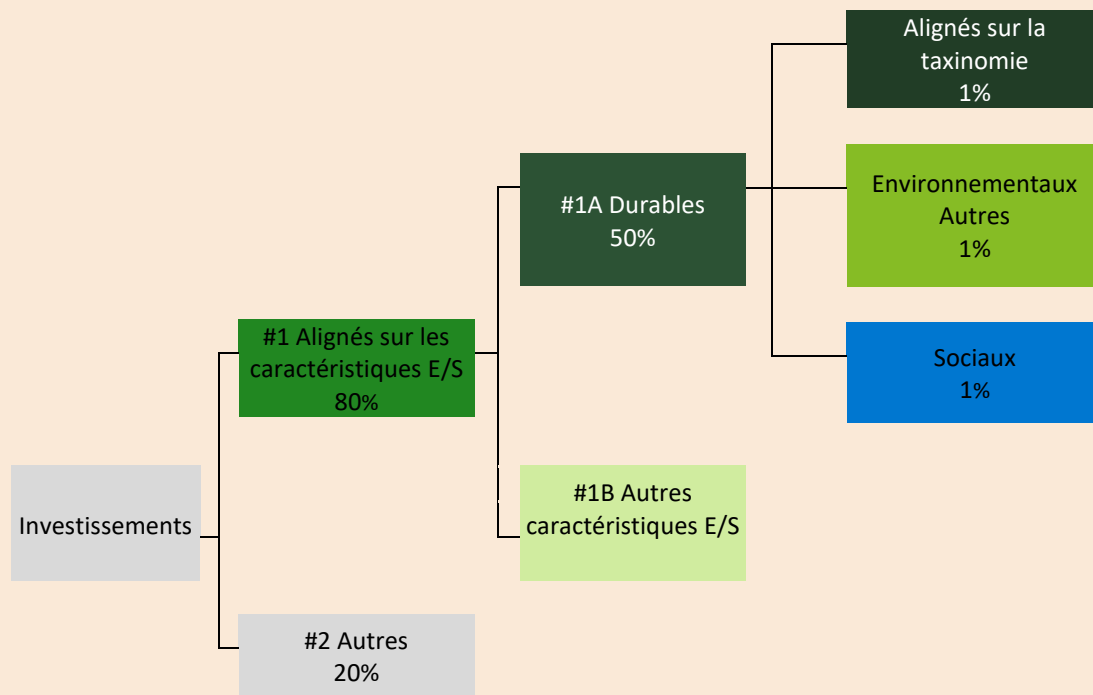 Investissements
#1 Alignés sur les
caractéristiques E/S
80%
#2 Autres
20%
#1A Durables
50%
#1B Autres
caractéristiques E/S
Alignés sur la
taxinomie
1%
Environnementaux
Autres
1%
Sociaux
1%